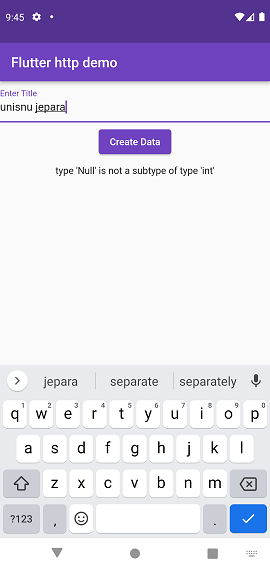 9:45
Flutter http demo
Enter Title
unisnu jepara
Create Data
type 'Null' is not a subtype of type 'int'
jepara separate separately
1 2 3 4 5 6 7 8 9 0
q w e r t y u i o p
a s d f g h j k l
z x c v b n m
?123 , .